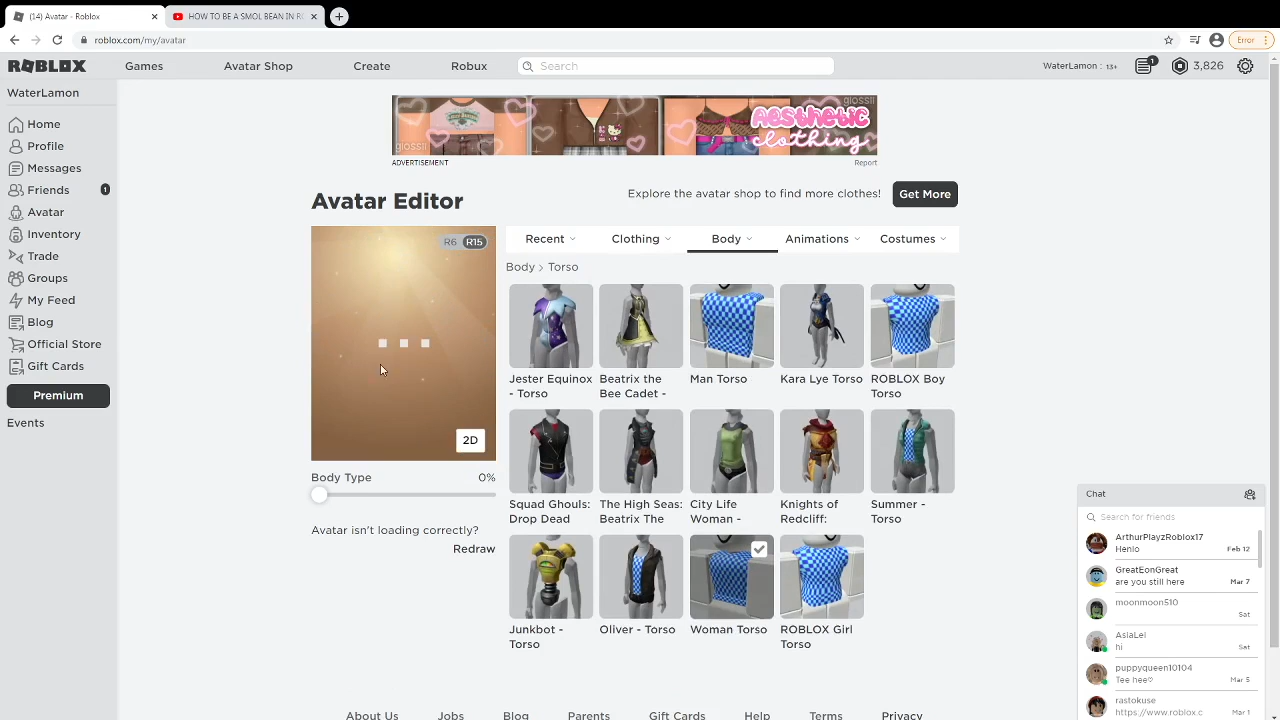 (14) Avatar - Roblox
HOW TO BE A SMOL BEAN IN RO
roblox.com/my/avatar
Error
ROBLOX
Games
Avatar Shop
Create
Robux
Search
WaterLamon : 13+
1
3,826
WaterLamon
Home
Profile
Messages
Friends
1
Avatar
Inventory
Trade
Groups
My Feed
Blog
Official Store
Gift Cards
Premium
Events
glossii
aesthetic
clothing
glossii
ADVERTISEMENT
Report
Avatar Editor
Explore the avatar shop to find more clothes!
Get More
R6 R15
2D
Body Type
0%
Avatar isn't loading correctly?
Redraw
Recent
Clothing
Body
Animations
Costumes
Body > Torso
Jester Equinox
- Torso
Beatrix the
Bee Cadet -
Man Torso
Kara Lye Torso
ROBLOX Boy
Torso
Squad Ghouls:
Drop Dead
The High Seas:
Beatrix The
City Life
Woman -
Knights of
Redcliff:
Summer -
Torso
Junkbot -
Torso
Oliver - Torso
Woman Torso
ROBLOX Girl
Torso
Chat
Search for friends
ArthurPlayzRoblox17
Henlo
Feb 12
GreatEonGreat
are you still here
Mar 7
moonmoon510
Sat
AsiaLei
hi
Sat
puppyqueen10104
Tee hee♡
Mar 5
rastokuse
https://www.roblox.c
Mar 1
About Us
Jobs
Blog
Parents
Gift Cards
Help
Terms
Privacy